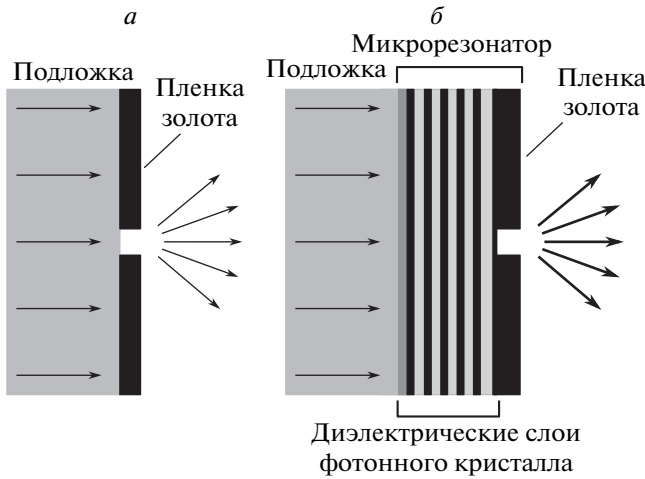 а
Подложка
Пленка
золота
б
Микрорезонатор
Подложка
Пленка
золота
Диэлектрические слои
фотонного кристалла